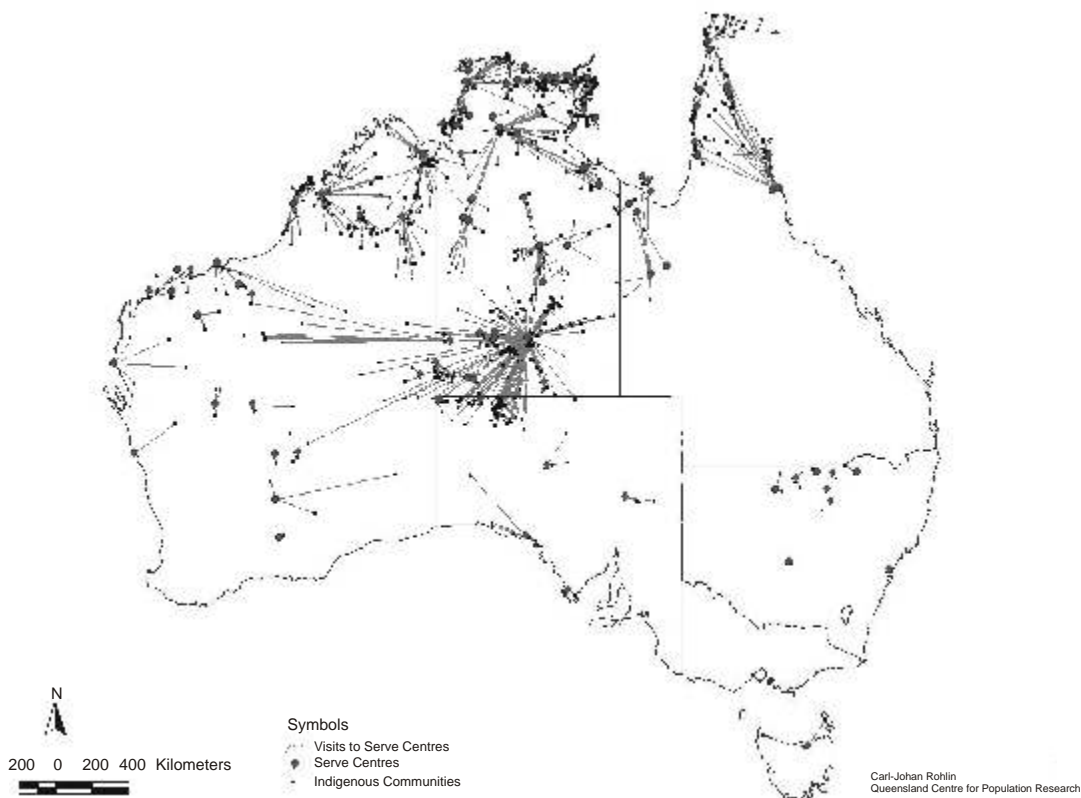 N
200 0 200 400 Kilometers
Symbols
Visits to Serve Centres
Serve Centres
Indigenous Communities
Carl-Johan Rohlin
Queensland Centre for Population Research